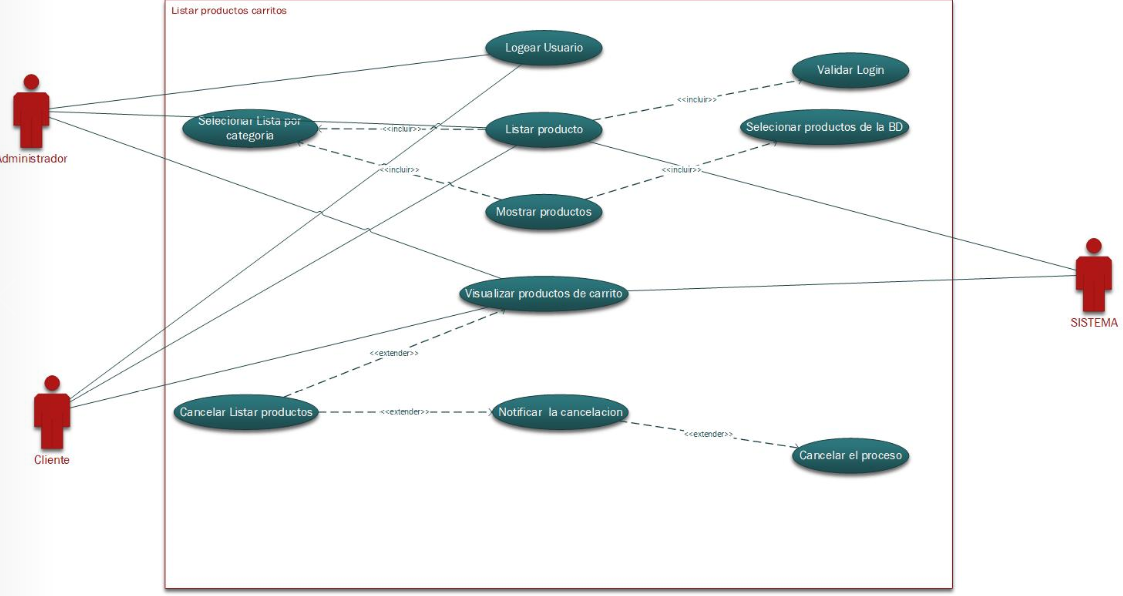 Listar productos carritos
Logear Usuario
Validar Login
<<incluir>>
Selecionar Lista por
categoria
<<incluir>>
Listar producto
Selecionar productos de la BD
Administrador
<<incluir>>
<<incluir>>
Mostrar productos
Visualizar productos de carrito
SISTEMA
<<extender>>
Cancelar Listar productos
<<extender>>
Notificar la cancelacion
<<extender>>
Cancelar el proceso
Cliente